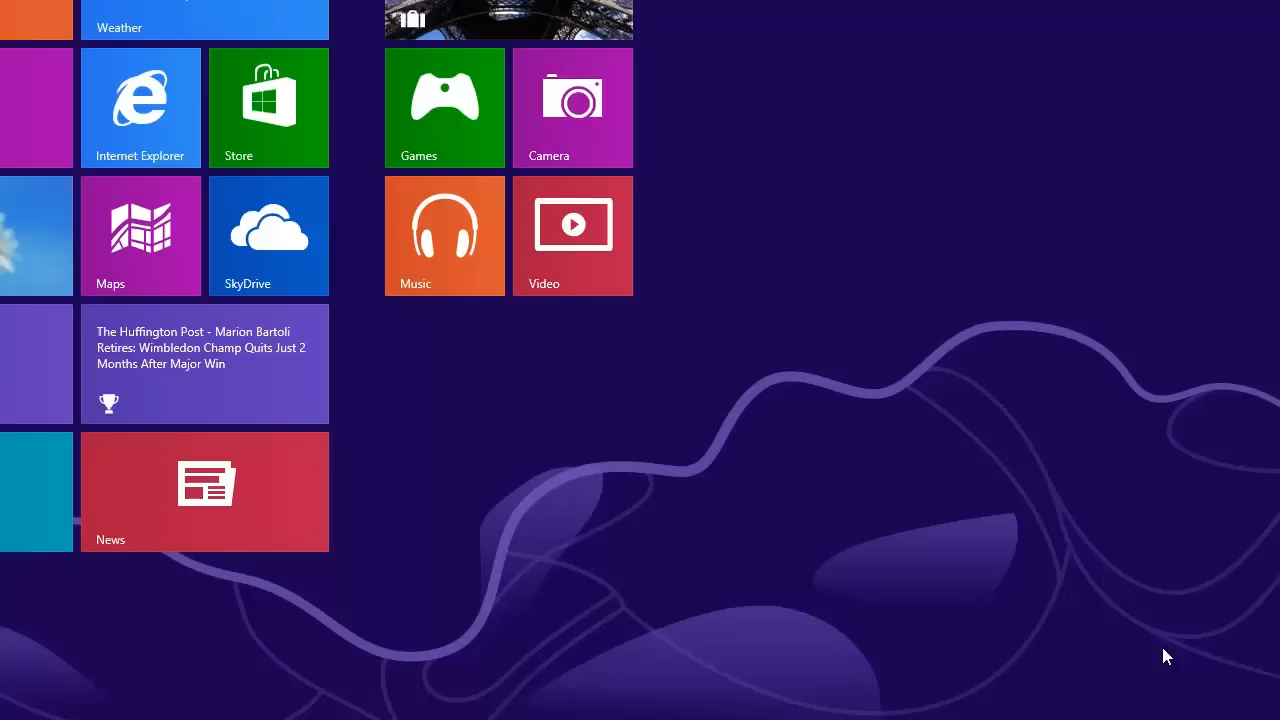 Weather
Internet Explorer
Store
Games
Camera
Maps
SkyDrive
Music
Video
The Huffington Post - Marion Bartoli
Retires: Wimbledon Champ Quits Just 2
Months After Major Win
News